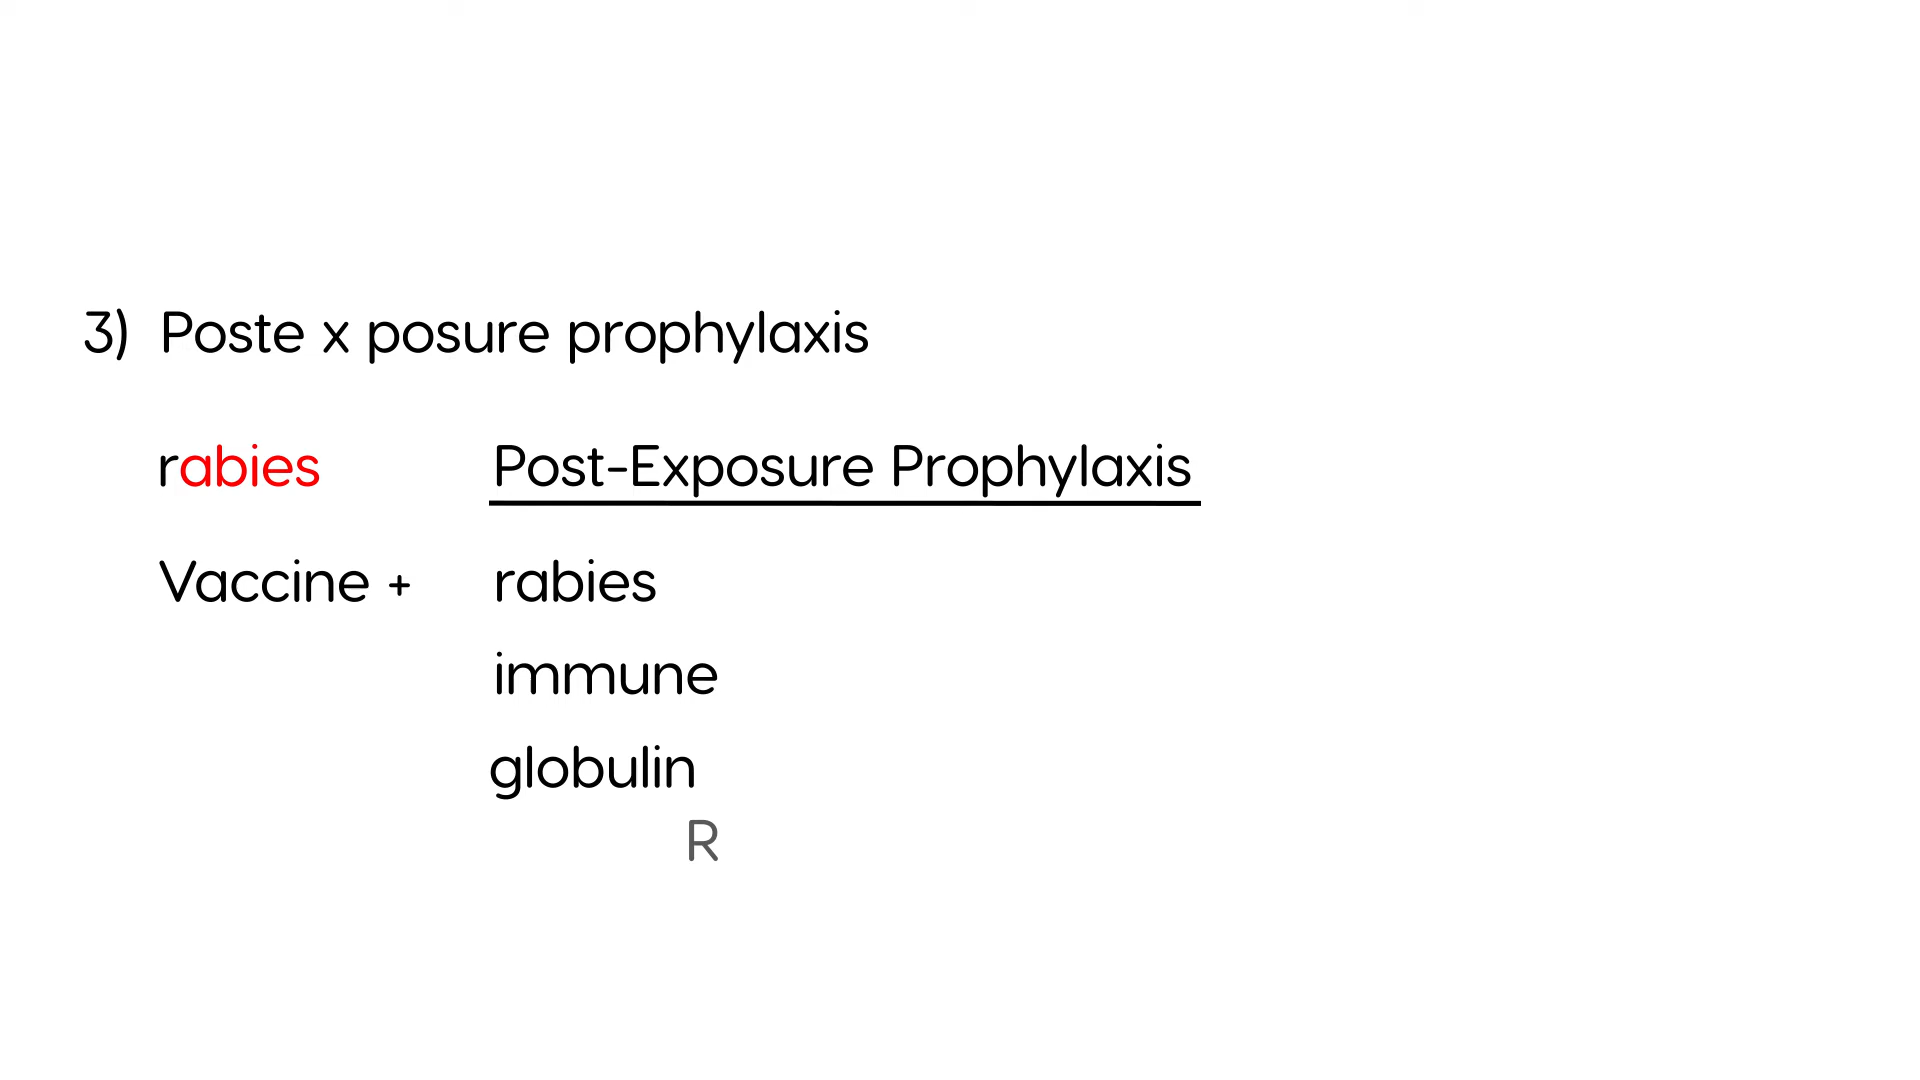 3) Poste x posure prophylaxis
rabies Post-Exposure Prophylaxis
Vaccine + rabies
immune
globulin
R